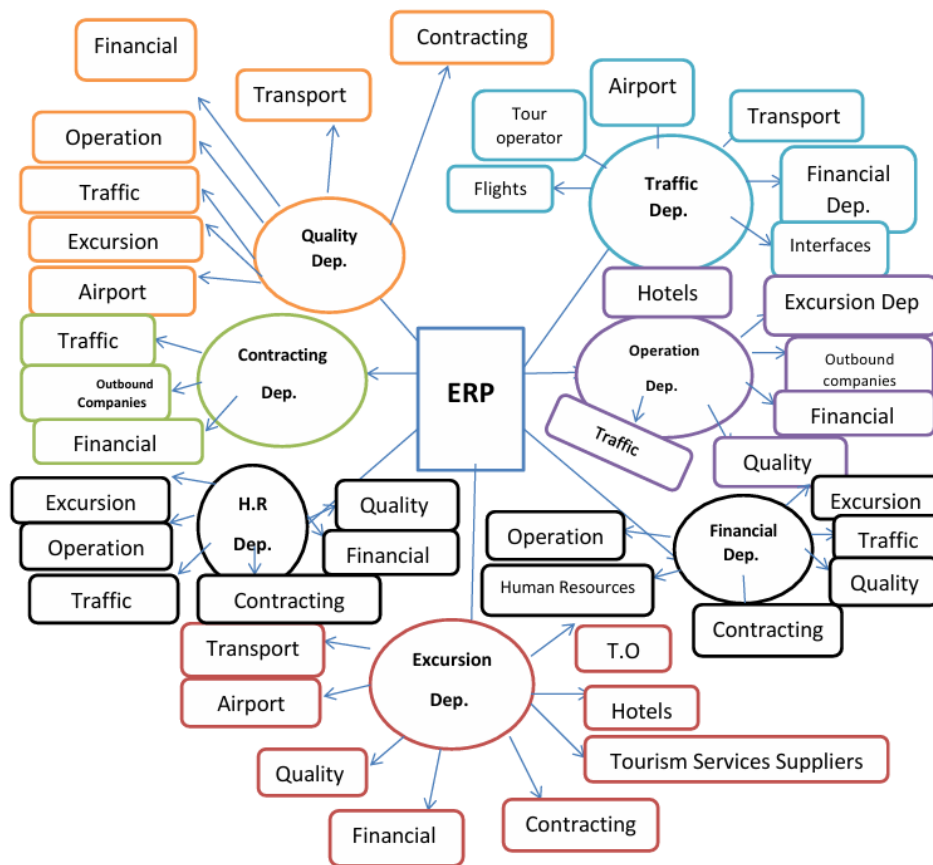 Financial
Contracting
Transport
Operation
Traffic
Excursion
Airport
Quality
Dep.
Airport
Tour
operator
Transport
Flights
Traffic
Dep.
Financial
Dep.
Interfaces
Hotels
Excursion Dep
Operation
Dep.
Outbound
companies
Financial
Traffic
Quality
Traffic
Outbound
Companies
Financial
Contracting
Dep.
ERP
Excursion
Operation
Traffic
H.R
Dep.
Quality
Financial
Contracting
Operation
Human Resources
Financial
Dep.
Excursion
Traffic
Quality
Contracting
Transport
Airport
Excursion
Dep.
T.O
Hotels
Tourism Services Suppliers
Quality
Financial
Contracting